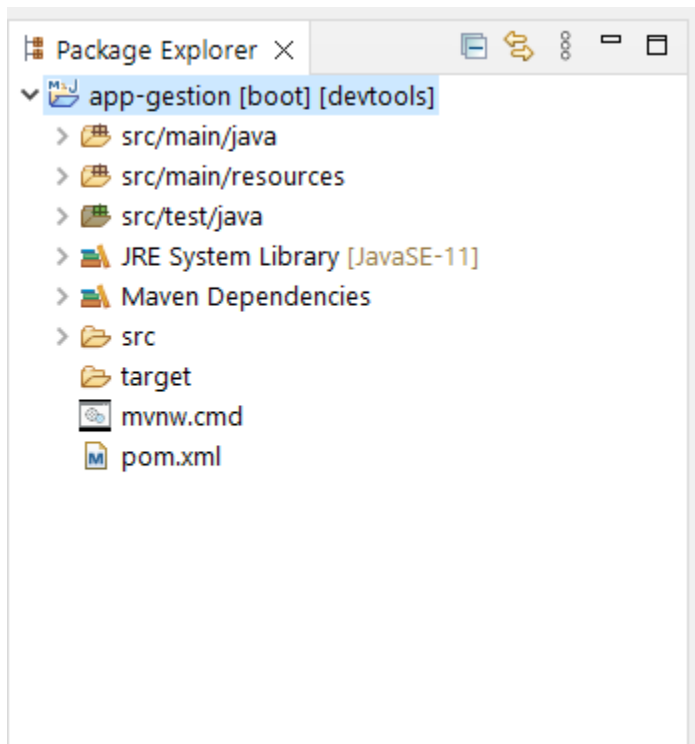 Package Explorer
app-gestion [boot] [devtools]
src/main/java
src/main/resources
src/test/java
JRE System Library [JavaSE-11]
Maven Dependencies
src
target
mvnw.cmd
pom.xml